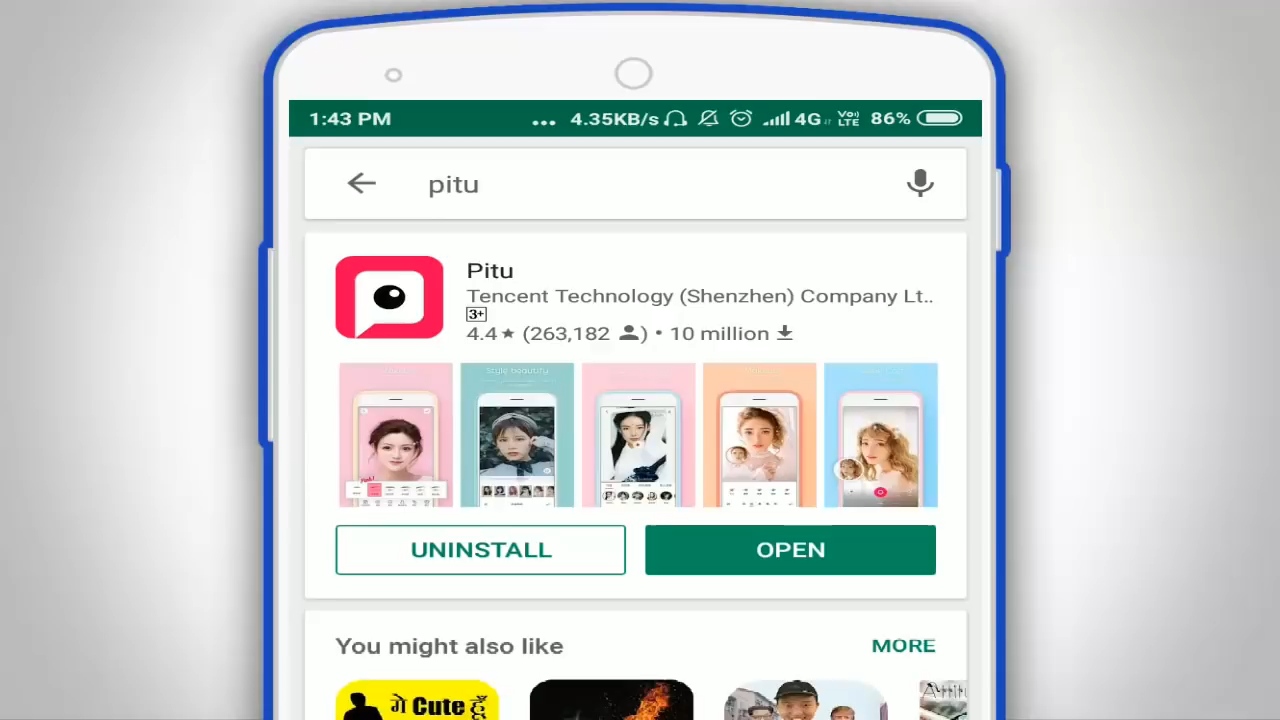 1:43 PM ... 4.35KB/s 4G Vo) LTE 86%
pitu
Pitu
Tencent Technology (Shenzhen) Company Lt..
3+
4.4★ (263,182) • 10 million
Style beautify
UNINSTALL
OPEN
You might also like
MORE
मे Cute हूँ